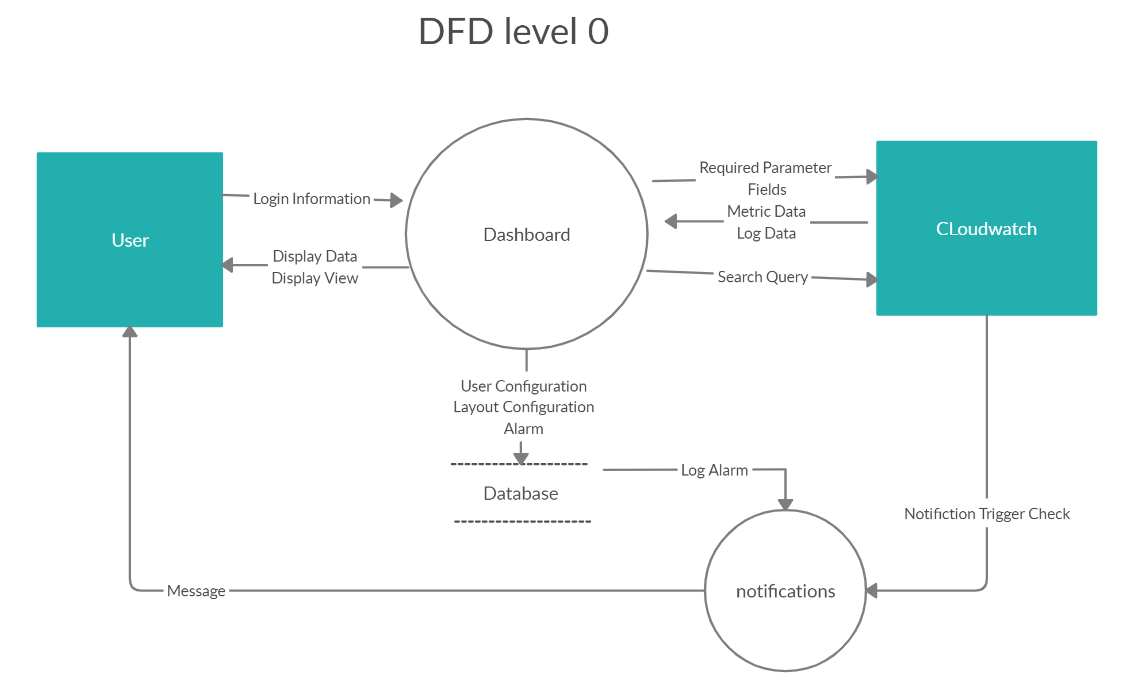 DFD level 0
User
Login Information
Display Data
Display View
Dashboard
Required Parameter
Fields
Metric Data
Log Data
Search Query
CLoudwatch
User Configuration
Layout Configuration
Alarm
Database
Log Alarm
Notifiction Trigger Check
notifications
Message